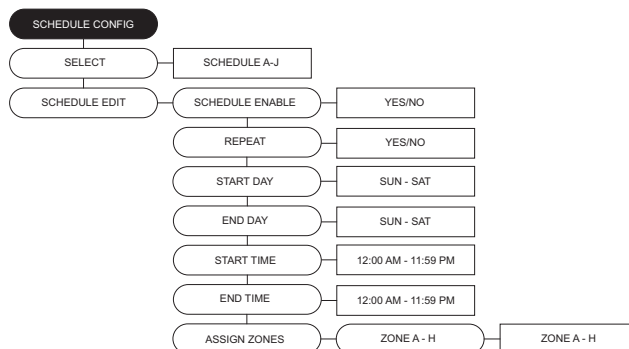 SCHEDULE CONFIG
SELECT
SCHEDULE A-J
SCHEDULE EDIT
SCHEDULE ENABLE
YES/NO
REPEAT
YES/NO
START DAY
SUN - SAT
END DAY
SUN - SAT
START TIME
12:00 AM - 11:59 PM
END TIME
12:00 AM - 11:59 PM
ASSIGN ZONES
ZONE A - H
ZONE A - H